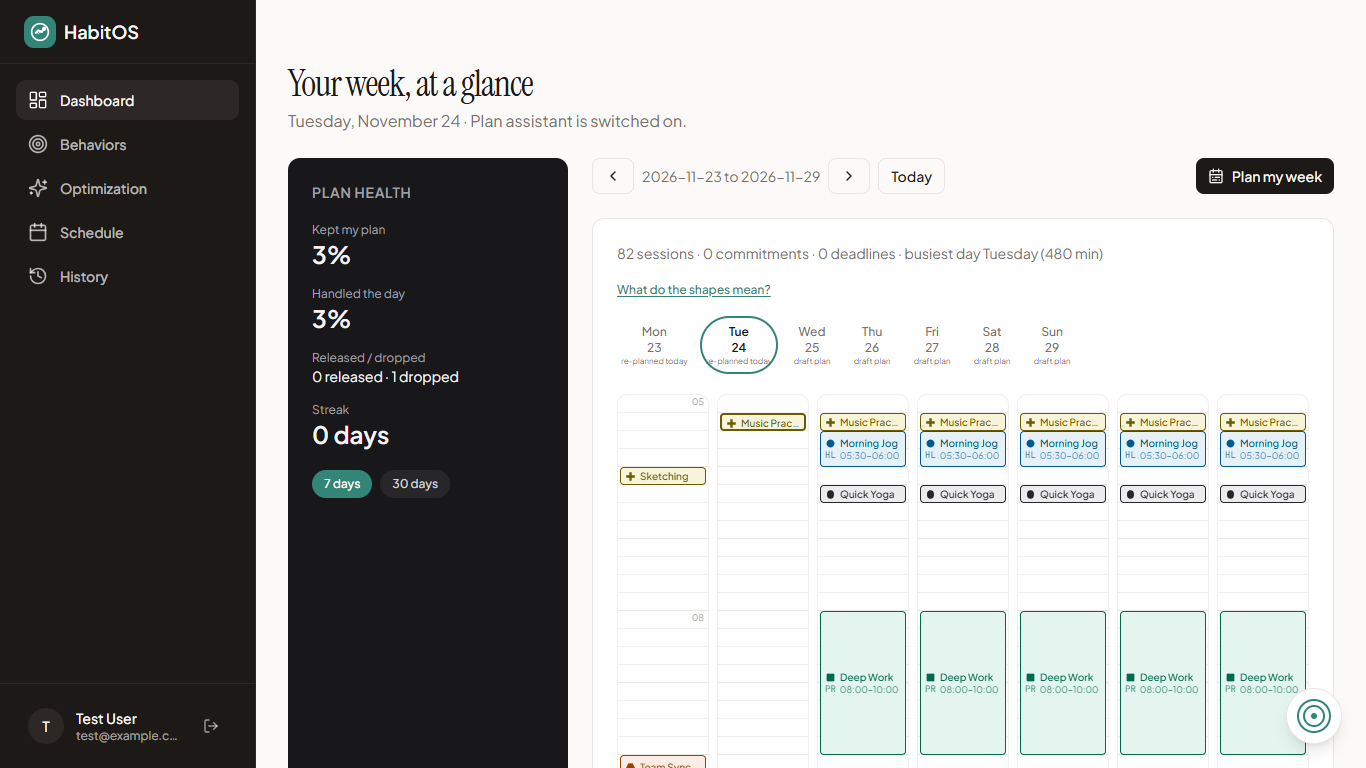 HabitOS
Dashboard
Behaviors
Optimization
Schedule
History
T
Test User
test@example.c...
Your week, at a glance
Tuesday, November 24 · Plan assistant is switched on.
PLAN HEALTH
Kept my plan
3%
Handled the day
3%
Released / dropped
0 released · 1 dropped
Streak
0 days
7 days 30 days
2026-11-23 to 2026-11-29 Today Plan my week
82 sessions · 0 commitments · 0 deadlines · busiest day Tuesday (480 min)
What do the shapes mean?
Mon Tue Wed Thu Fri Sat Sun
23 24 25 26 27 28 29
re-planned today re-planned today draft plan draft plan draft plan draft plan draft plan
05
Music Prac... Music Prac... Music Prac... Music Prac... Music Prac... Music Prac...
Morning Jog Morning Jog Morning Jog Morning Jog Morning Jog
HL 05:30-06:00 HL 05:30-06:00 HL 05:30-06:00 HL 05:30-06:00 HL 05:30-06:00
Sketching
Quick Yoga Quick Yoga Quick Yoga Quick Yoga Quick Yoga
08
Deep Work Deep Work Deep Work Deep Work Deep Work
PR 08:00-10:00 PR 08:00-10:00 PR 08:00-10:00 PR 08:00-10:00 PR 08:00-10:00
Team Sync